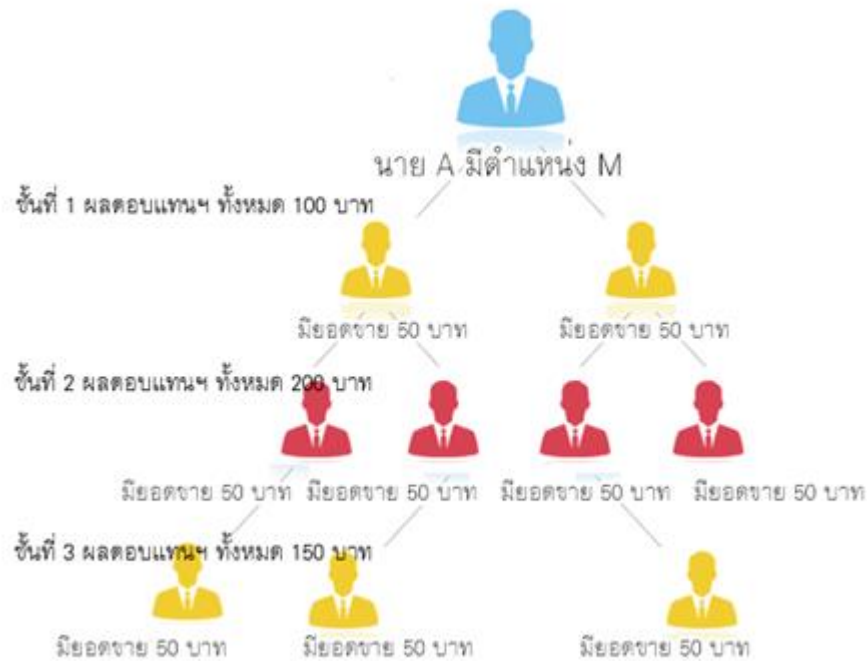 นาย A มีตำแหน่ง M
ชั้นที่ 1 ผลตอบแทนฯ ทั้งหมด 100 บาท
มียอดขาย 50 บาท มียอดขาย 50 บาท
ชั้นที่ 2 ผลตอบแทนฯ ทั้งหมด 200 บาท
มียอดขาย 50 บาท มียอดขาย 50 บาท มียอดขาย 50 บาท มียอดขาย 50 บาท
ชั้นที่ 3 ผลตอบแทนฯ ทั้งหมด 150 บาท
มียอดขาย 50 บาท มียอดขาย 50 บาท มียอดขาย 50 บาท